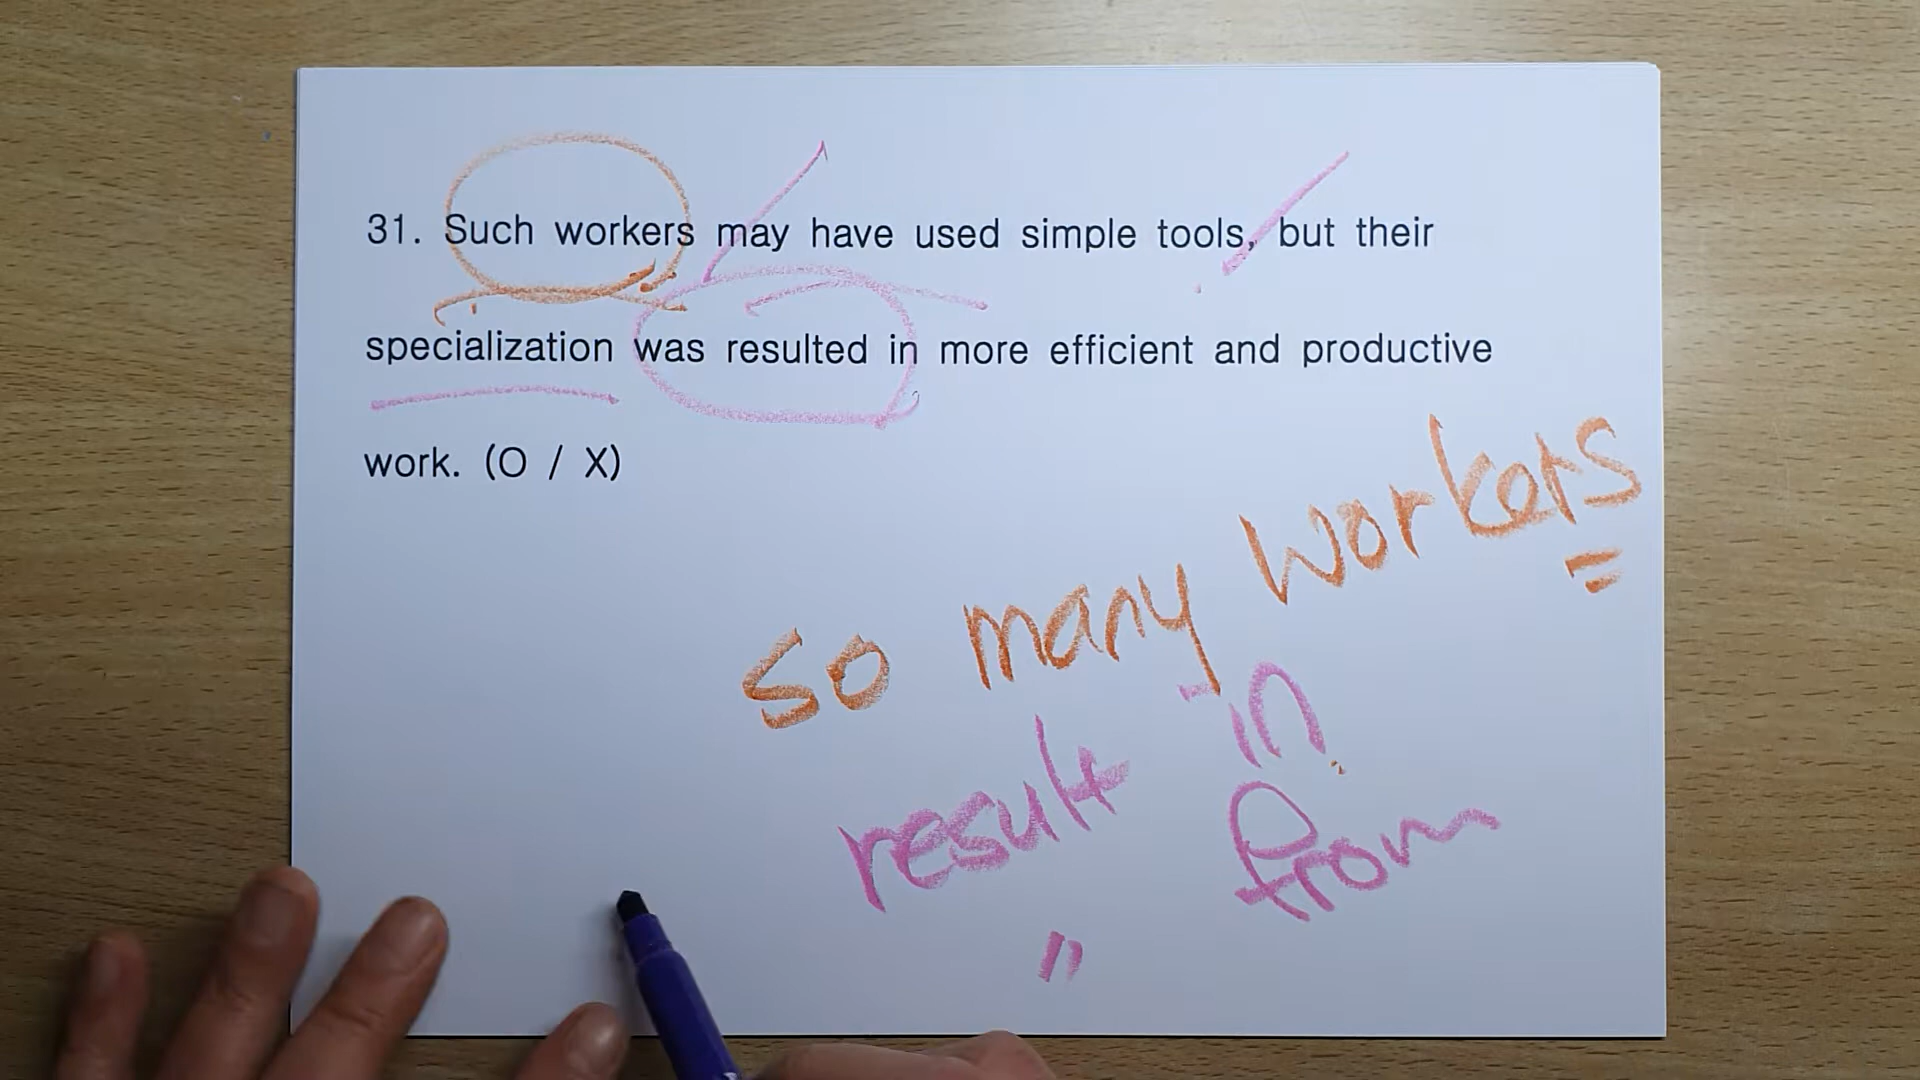 31. Such workers may have used simple tools, but their
specialization was resulted in more efficient and productive
work. (O / X)
so many workers
result in
" from